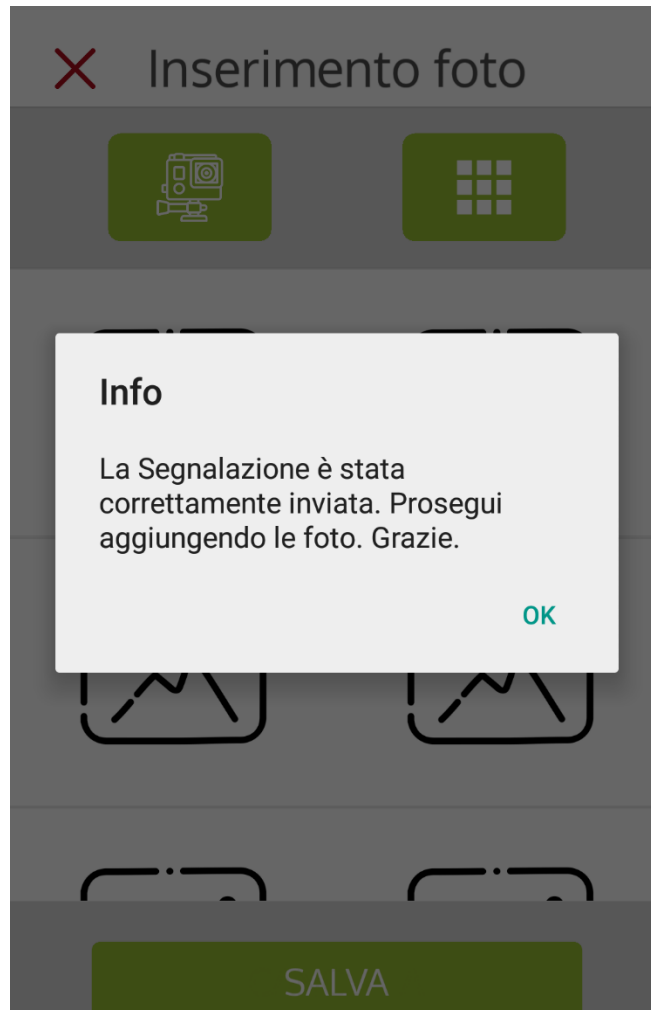 Inserimento foto
Info
La Segnalazione è stata
correttamente inviata. Prosegui
aggiungendo le foto. Grazie.
OK
SALVA